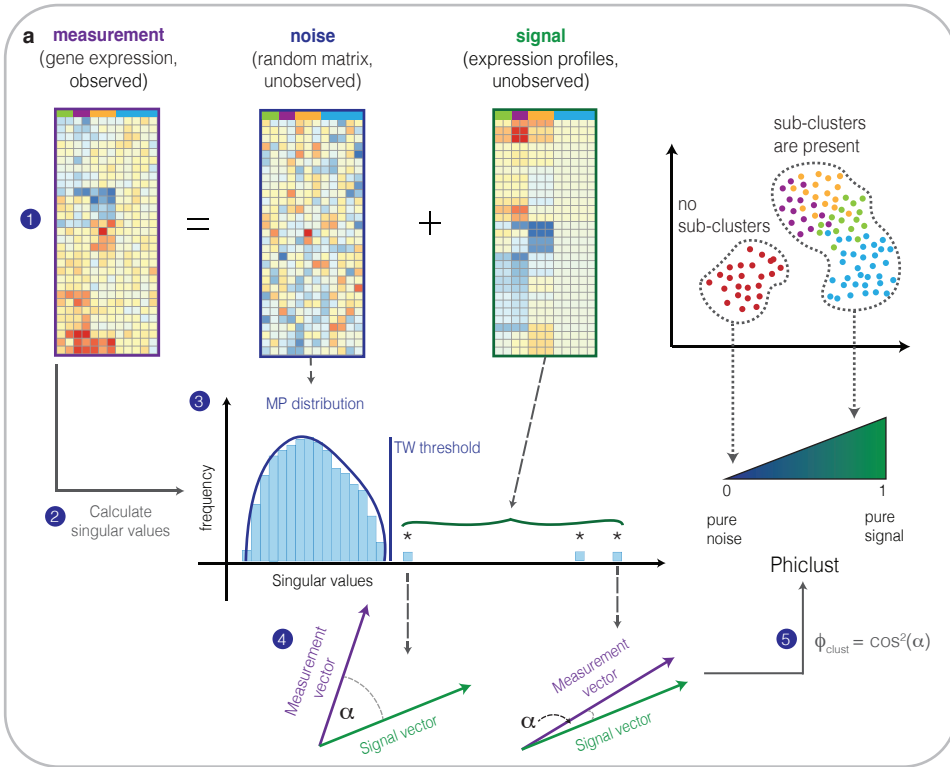 a
measurement
(gene expression,
observed)
noise
(random matrix,
unobserved)
signal
(expression profiles,
unobserved)
1
=
+
sub-clusters
are present
no
sub-clusters
0
1
pure
noise
pure
signal
Phiclust
2
Calculate
singular values
3
MP distribution
TW threshold
frequency
Singular values
*
*
*
4
Measurement
vector
α
Signal vector
Measurement
vector
α
Signal vector
5
ϕclust = cos²(α)